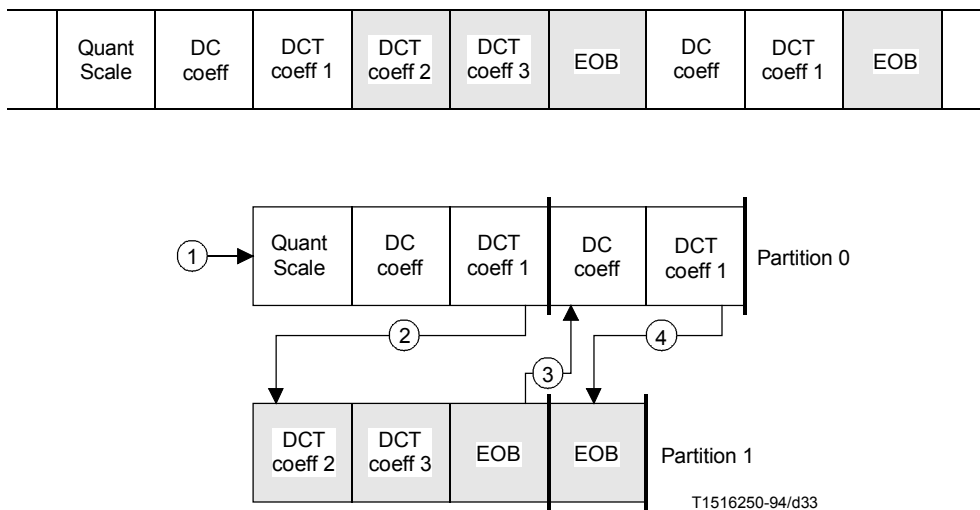 Quant
Scale
DC
coeff
DCT
coeff 1
DCT
coeff 2
DCT
coeff 3
EOB
DC
coeff
DCT
coeff 1
EOB
1
Quant
Scale
DC
coeff
DCT
coeff 1
DC
coeff
DCT
coeff 1
Partition 0
2
4
3
DCT
coeff 2
DCT
coeff 3
EOB
EOB
Partition 1
T1516250-94/d33